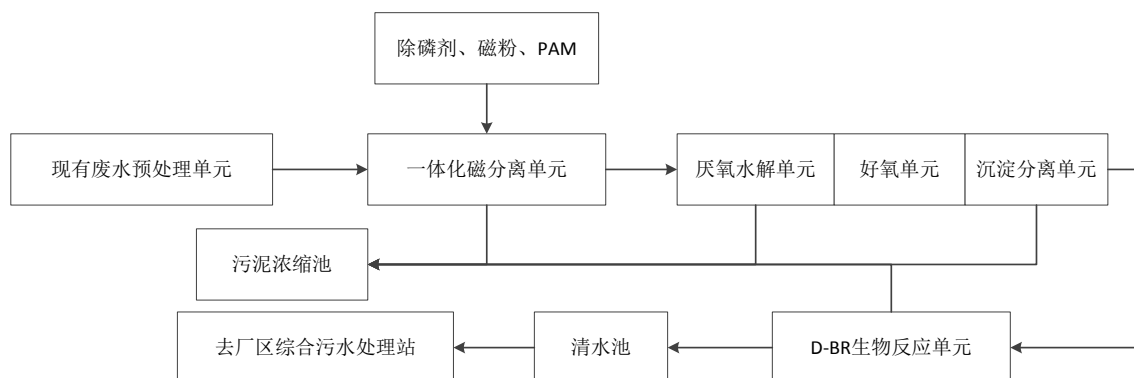 除磷剂、磁粉、PAM
现有废水预处理单元
一体化磁分离单元
厌氧水解单元
好氧单元
沉淀分离单元
污泥浓缩池
去厂区综合污水处理站
清水池
D-BR生物反应单元